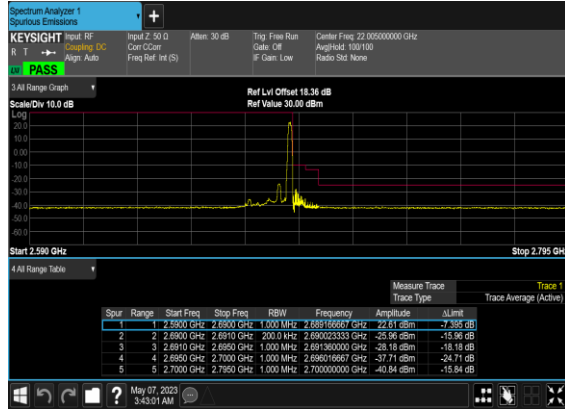 Spectrum Analyzer 1
Spurious Emissions
+
KEYSIGHT Input: RF Input Z: 50 Ω Atten: 30 dB Trig: Free Run Center Freq: 22.005000000 GHz
R T Coupling: DC Corr CCorr Gate: Off Avg|Hold: 100/100
Align: Auto Freq Ref: Int (S) IF Gain: Low Radio Std: None
PASS
3 All Range Graph
Ref Lvl Offset 18.36 dB
Scale/Div 10.0 dB Ref Value 30.00 dBm
Log
20.0
10.0
0.00
-10.0
-20.0
-30.0
-40.0
-50.0
-60.0
Start 2.590 GHz Stop 2.795 GH
4 All Range Table
Measure Trace Trace 1
Trace Type Trace Average (Active)
Spur Range Start Freq Stop Freq RBW Frequency Amplitude ΔLimit
1 1 2.5900 GHz 2.6900 GHz 1.000 MHz 2.689166667 GHz 22.61 dBm -7.395 dB
2 2 2.6900 GHz 2.6910 GHz 200.0 kHz 2.690023333 GHz -25.96 dBm -15.96 dB
3 3 2.6910 GHz 2.6950 GHz 1.000 MHz 2.691360000 GHz -28.18 dBm -18.18 dB
4 4 2.6950 GHz 2.7000 GHz 1.000 MHz 2.696016667 GHz -37.71 dBm -24.71 dB
5 5 2.7000 GHz 2.7950 GHz 1.000 MHz 2.700000000 GHz -40.84 dBm -15.84 dB
?
May 07, 2023
3:43:01 AM